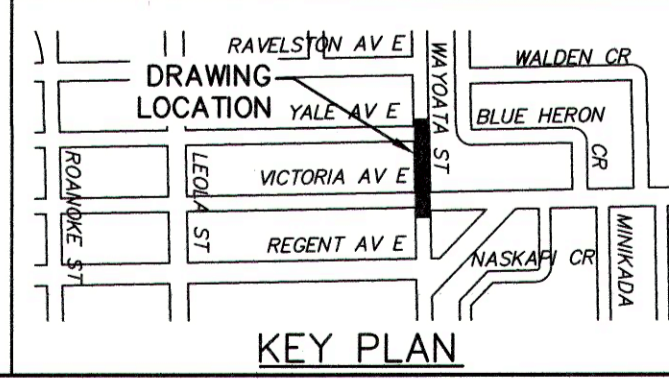 RAVELSTON AV E
WAYOATA ST
WALDEN CR
DRAWING
LOCATION
YALE AV E
BLUE HERON
CR
ROANOKE ST
LEOLA ST
VICTORIA AV E
REGENT AV E
NASKAPI CR
MINIKADA
KEY PLAN